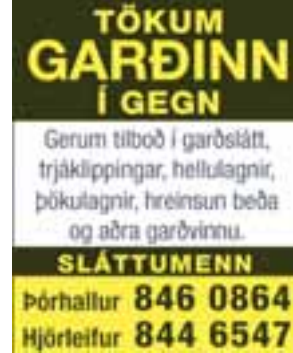 TÖKUM
GARÐINN
Í GEGN
Gerum tilboð í garðslátt,
trjáklippingar, hellulagnir,
þökulagnir, hreinsun beða
og aðra garðvinnu.
SLÁTTUMENN
Þórhallur 846 0864
Hjörleifur 844 6547